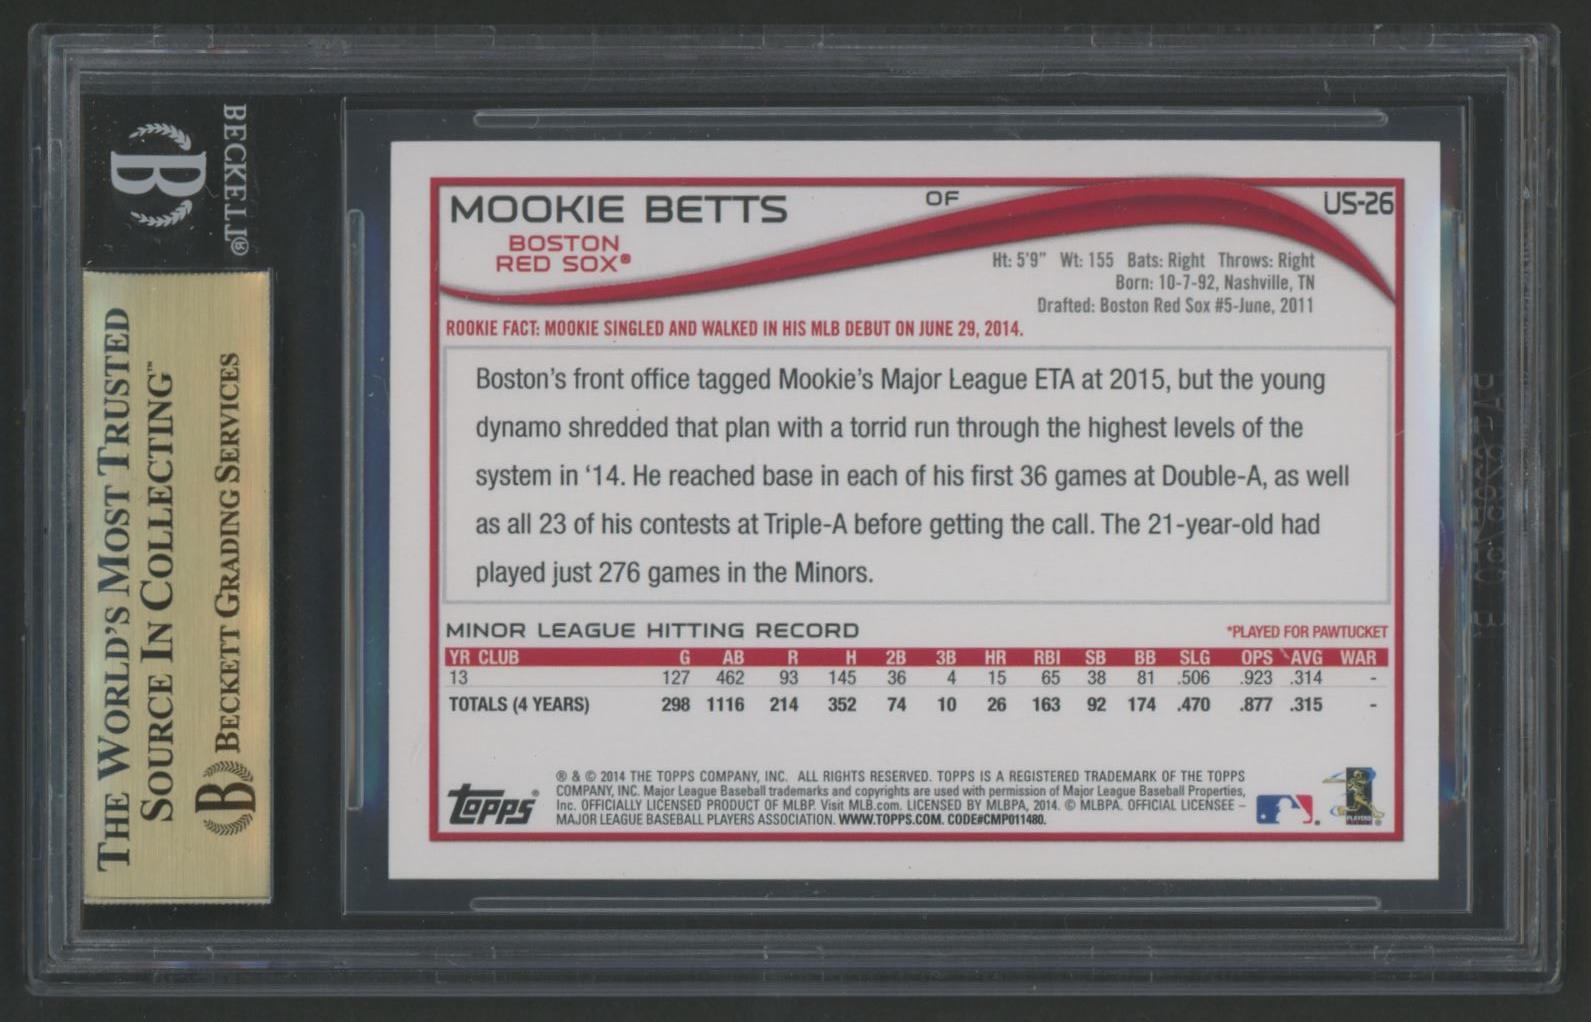 BECKETT®
B
THE WORLD'S MOST TRUSTED
SOURCE IN COLLECTING™
B BECKETT GRADING SERVICES
MOOKIE BETTS
OF
US-26
BOSTON
RED SOX®
Ht: 5'9" Wt: 155 Bats: Right Throws: Right
Born: 10-7-92, Nashville, TN
Drafted: Boston Red Sox #5-June, 2011
ROOKIE FACT: MOOKIE SINGLED AND WALKED IN HIS MLB DEBUT ON JUNE 29, 2014.
Boston's front office tagged Mookie's Major League ETA at 2015, but the young
dynamo shredded that plan with a torrid run through the highest levels of the
system in '14. He reached base in each of his first 36 games at Double-A, as well
as all 23 of his contests at Triple-A before getting the call. The 21-year-old had
played just 276 games in the Minors.
MINOR LEAGUE HITTING RECORD *PLAYED FOR PAWTUCKET
YR CLUB G AB R H 2B 3B HR RBI SB BB SLG OPS AVG WAR
13 127 462 93 145 36 4 15 65 38 81 .506 .923 .314 -
TOTALS (4 YEARS) 298 1116 214 352 74 10 26 163 92 174 .470 .877 .315 -
Topps®
® & © 2014 THE TOPPS COMPANY, INC. ALL RIGHTS RESERVED. TOPPS IS A REGISTERED TRADEMARK OF THE TOPPS
COMPANY, INC. Major League Baseball trademarks and copyrights are used with permission of Major League Baseball Properties,
Inc. OFFICIALLY LICENSED PRODUCT OF MLBP. Visit MLB.com. LICENSED BY MLBPA, 2014. © MLBPA. OFFICIAL LICENSEE –
MAJOR LEAGUE BASEBALL PLAYERS ASSOCIATION. WWW.TOPPS.COM. CODE#CMP011480.
PLAYERS